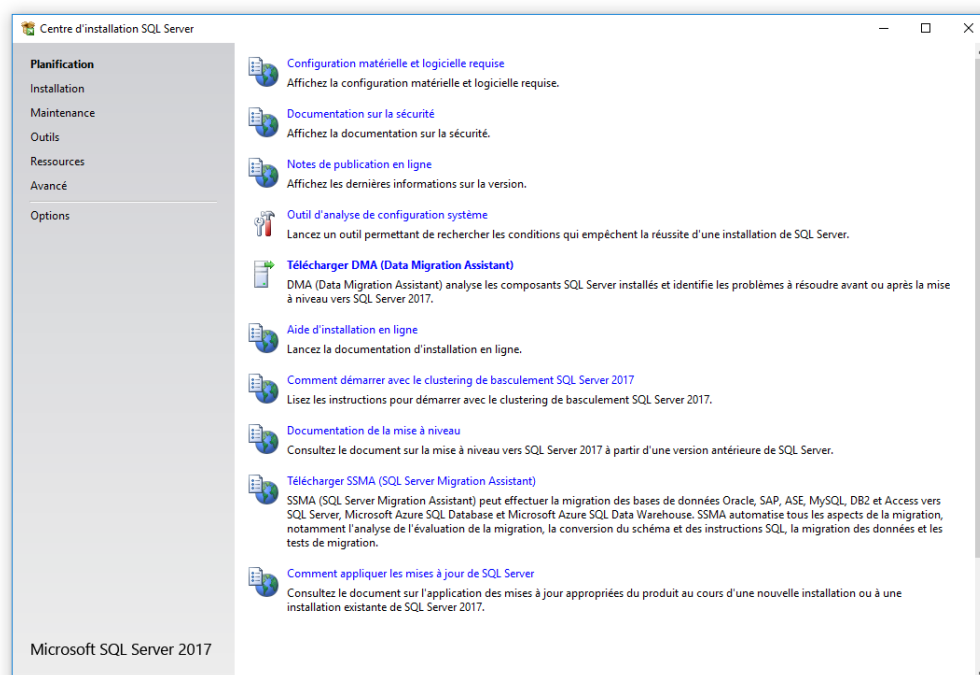 Centre d'installation SQL Server
Planification
Installation
Maintenance
Outils
Ressources
Avancé
Options
Microsoft SQL Server 2017
Configuration matérielle et logicielle requise
Affichez la configuration matérielle et logicielle requise.
Documentation sur la sécurité
Affichez la documentation sur la sécurité.
Notes de publication en ligne
Affichez les dernières informations sur la version.
Outil d'analyse de configuration système
Lancez un outil permettant de rechercher les conditions qui empêchent la réussite d'une installation de SQL Server.
Télécharger DMA (Data Migration Assistant)
DMA (Data Migration Assistant) analyse les composants SQL Server installés et identifie les problèmes à résoudre avant ou après la mise
à niveau vers SQL Server 2017.
Aide d'installation en ligne
Lancez la documentation d'installation en ligne.
Comment démarrer avec le clustering de basculement SQL Server 2017
Lisez les instructions pour démarrer avec le clustering de basculement SQL Server 2017.
Documentation de la mise à niveau
Consultez le document sur la mise à niveau vers SQL Server 2017 à partir d'une version antérieure de SQL Server.
Télécharger SSMA (SQL Server Migration Assistant)
SSMA (SQL Server Migration Assistant) peut effectuer la migration des bases de données Oracle, SAP, ASE, MySQL, DB2 et Access vers
SQL Server, Microsoft Azure SQL Database et Microsoft Azure SQL Data Warehouse. SSMA automatise tous les aspects de la migration,
notamment l'analyse de l'évaluation de la migration, la conversion du schéma et des instructions SQL, la migration des données et les
tests de migration.
Comment appliquer les mises à jour de SQL Server
Consultez le document sur l'application des mises à jour appropriées du produit au cours d'une nouvelle installation ou à une
installation existante de SQL Server 2017.